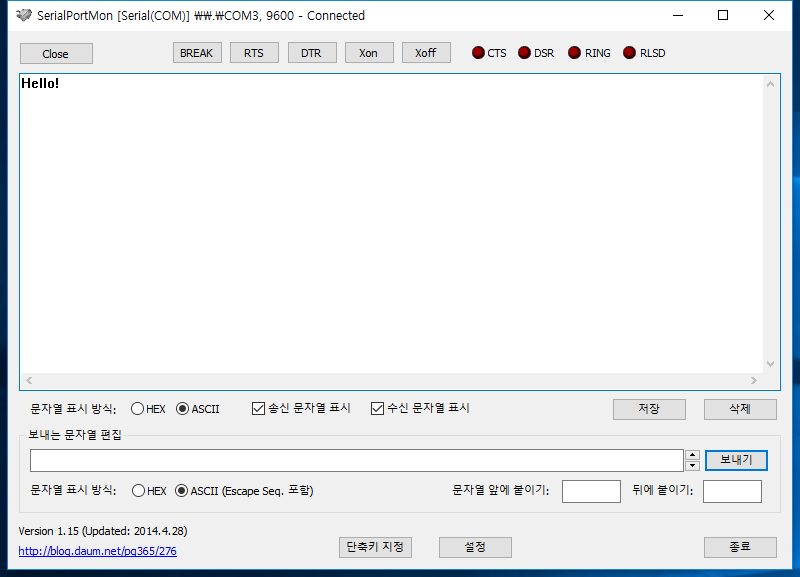 SerialPortMon [Serial(COM)] ₩₩.₩COM3, 9600 - Connected
Close BREAK RTS DTR Xon Xoff CTS DSR RING RLSD
Hello!
문자열 표시 방식: HEX ASCII 송신 문자열 표시 수신 문자열 표시 저장 삭제
보내는 문자열 편집
보내기
문자열 표시 방식: HEX ASCII (Escape Seq. 포함) 문자열 앞에 붙이기: 뒤에 붙이기:
Version 1.15 (Updated: 2014.4.28)
http://blog.daum.net/pg365/276 단축키 지정 설정 종료